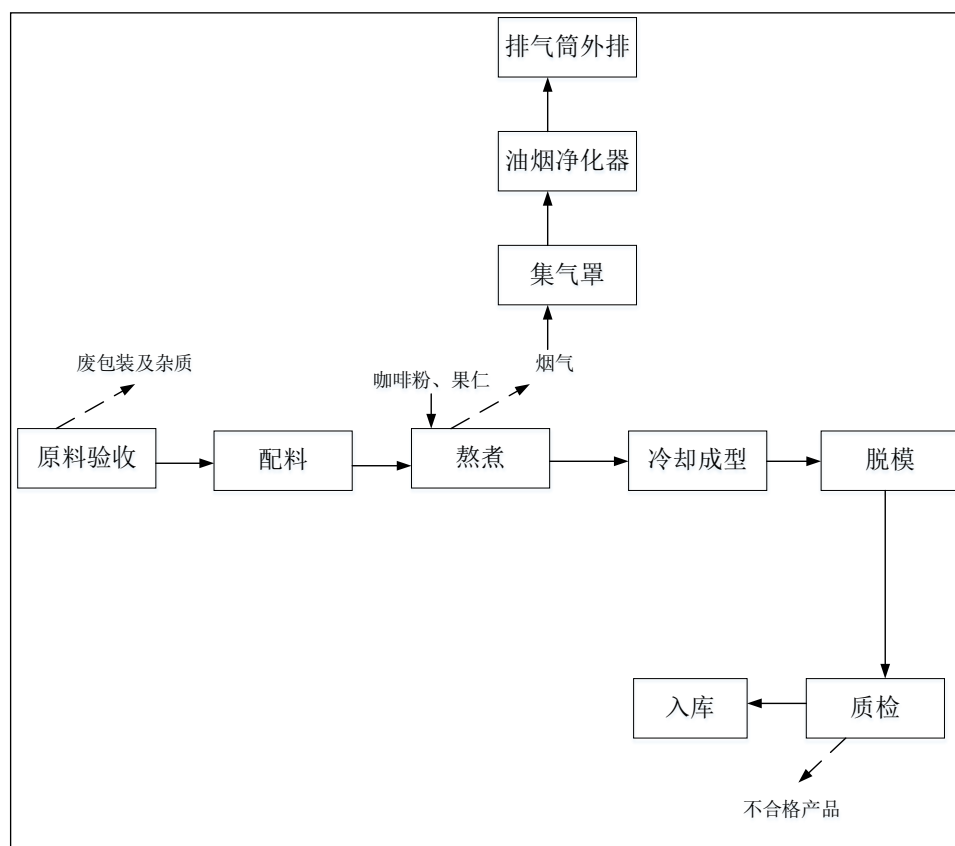 排气筒外排
油烟净化器
集气罩
废包装及杂质
烟气
咖啡粉、果仁
原料验收
配料
熬煮
冷却成型
脱模
入库
质检
不合格产品